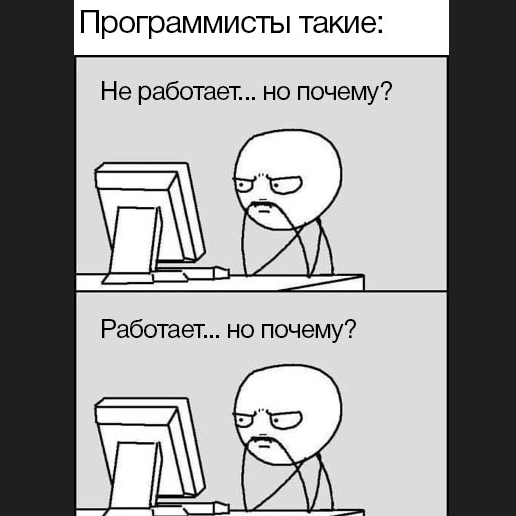 Программисты такие:
Не работает... но почему?
Работает... но почему?